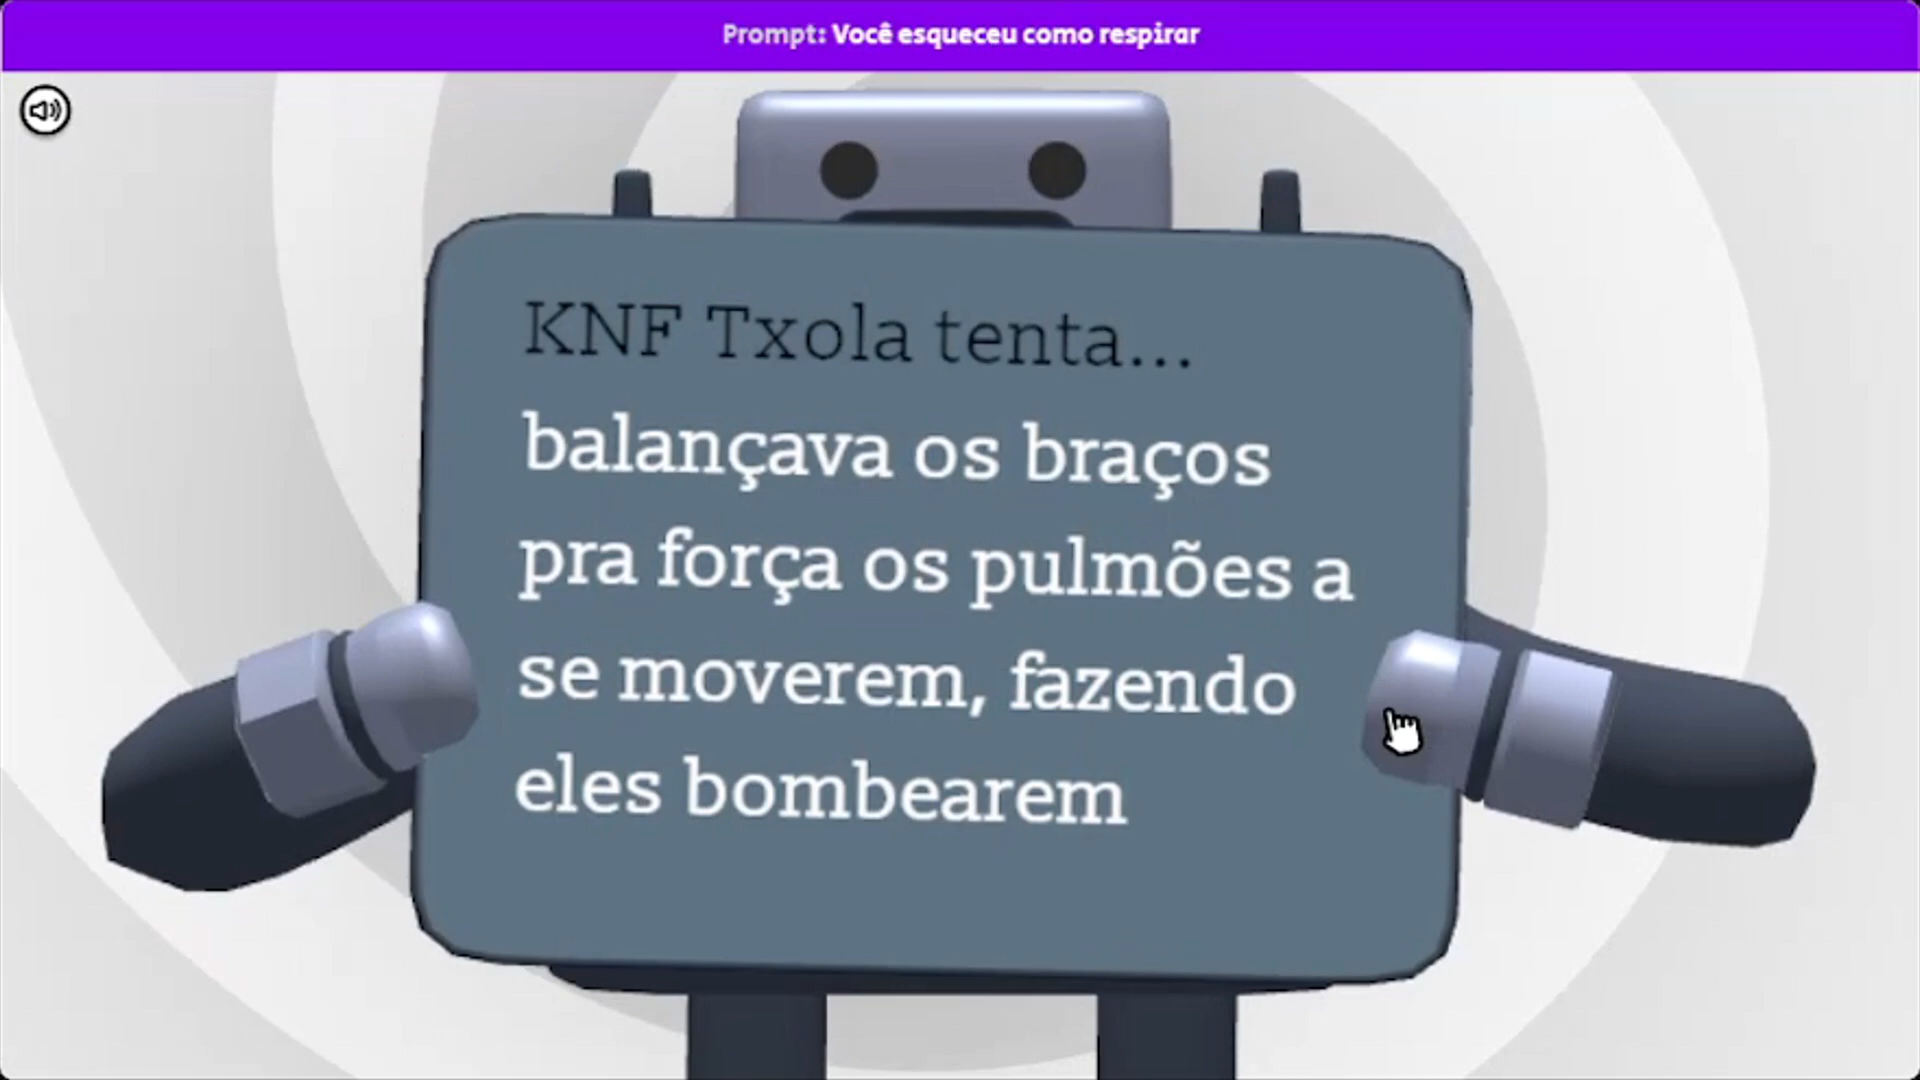 Prompt: Você esqueceu como respirar
KNF Txola tenta...
balançava os braços
pra força os pulmões a
se moverem, fazendo
eles bombearem